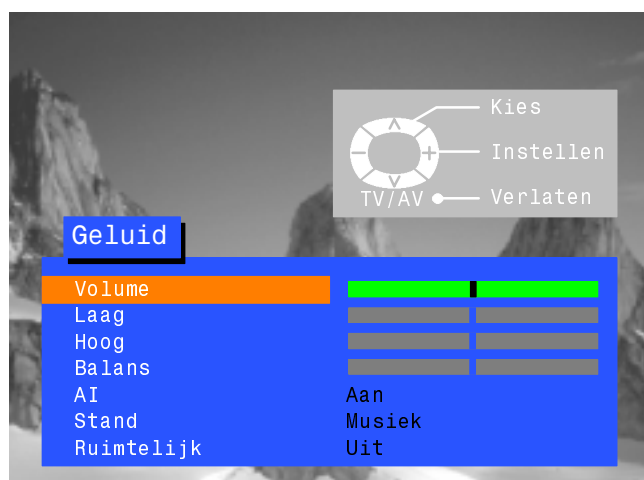 Kies
Instellen
TV/AV Verlaten
Geluid
Volume
Laag
Hoog
Balans
AI Aan
Stand Musiek
Ruimtelijk Uit